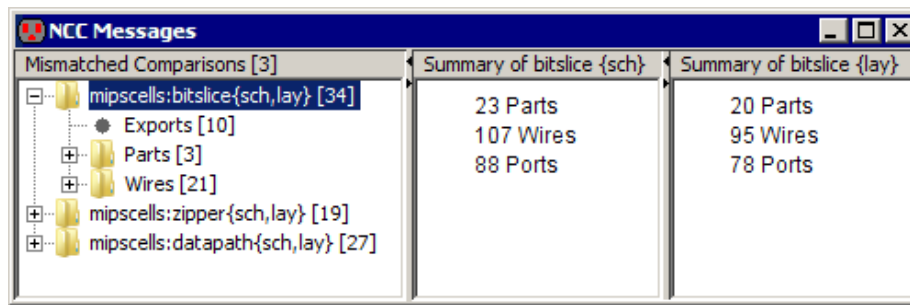 NCC Messages
Mismatched Comparisons [3]
mipscells:bitslice{sch,lay} [34]
Exports [10]
Parts [3]
Wires [21]
mipscells:zipper{sch,lay} [19]
mipscells:datapath{sch,lay} [27]
Summary of bitslice {sch}
23 Parts
107 Wires
88 Ports
Summary of bitslice {lay}
20 Parts
95 Wires
78 Ports